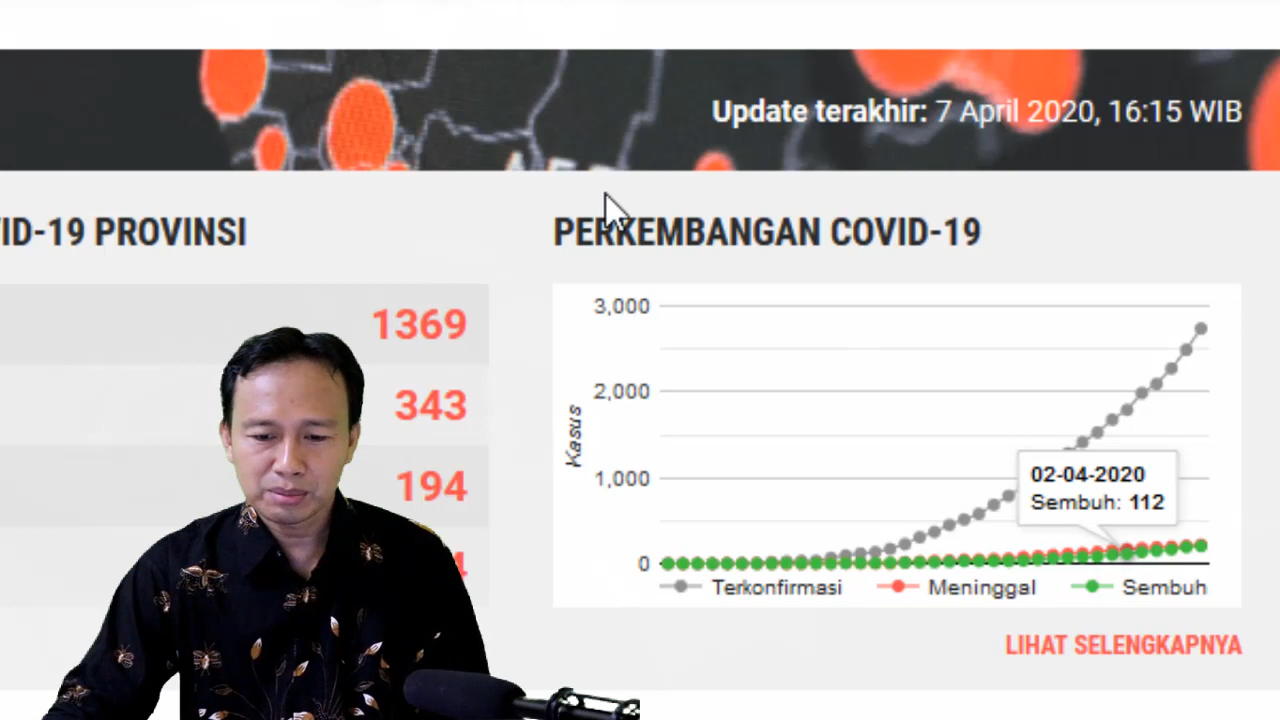 Update terakhir: 7 April 2020, 16:15 WIB
ID-19 PROVINSI
PERKEMBANGAN COVID-19
1369
343
194
4
3,000
2,000
1,000
0
Kasus
02-04-2020
Sembuh: 112
Terkonfirmasi
Meninggal
Sembuh
LIHAT SELENGKAPNYA